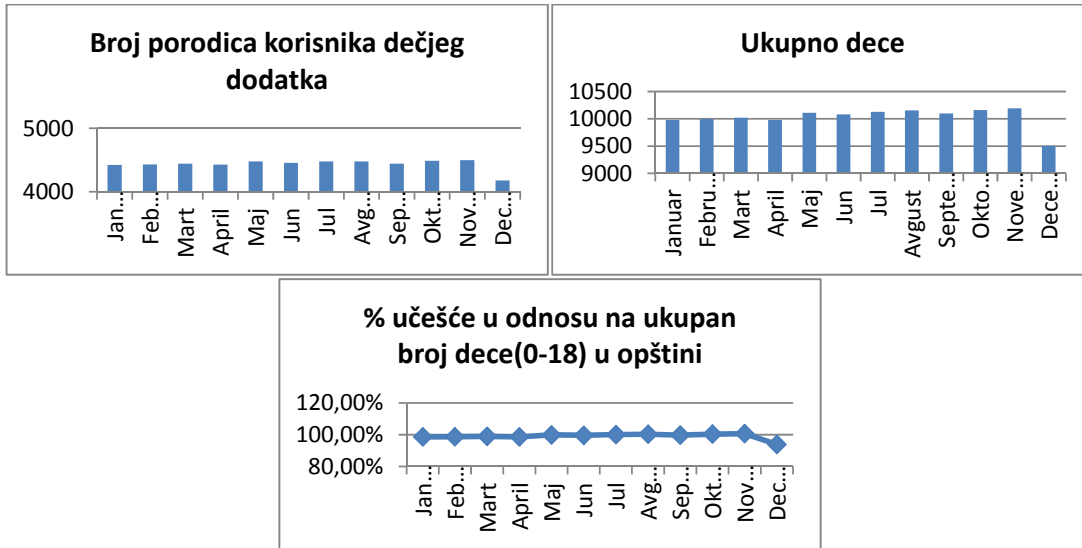 Broj porodica korisnika dečjeg
dodatka
5000
4000
Jan...
Feb...
Mart
April
Maj
Jun
Jul
Avg...
Sep...
Okt...
Nov...
Dec...
Ukupno dece
10500
10000
9500
9000
Januar
Febru...
Mart
April
Maj
Jun
Jul
Avgust
Septe...
Okto...
Nove...
Dece...
% učešće u odnosu na ukupan
broj dece(0-18) u opštini
120,00%
100,00%
80,00%
Jan...
Feb...
Mart
April
Maj
Jun
Jul
Avg...
Sep...
Okt...
Nov...
Dec...